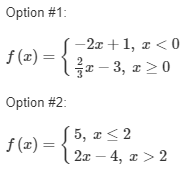 Option #1:
f(x) = { −2x + 1, x < 0
2/3 x − 3, x ≥ 0
Option #2:
f(x) = { 5, x ≤ 2
2x − 4, x > 2